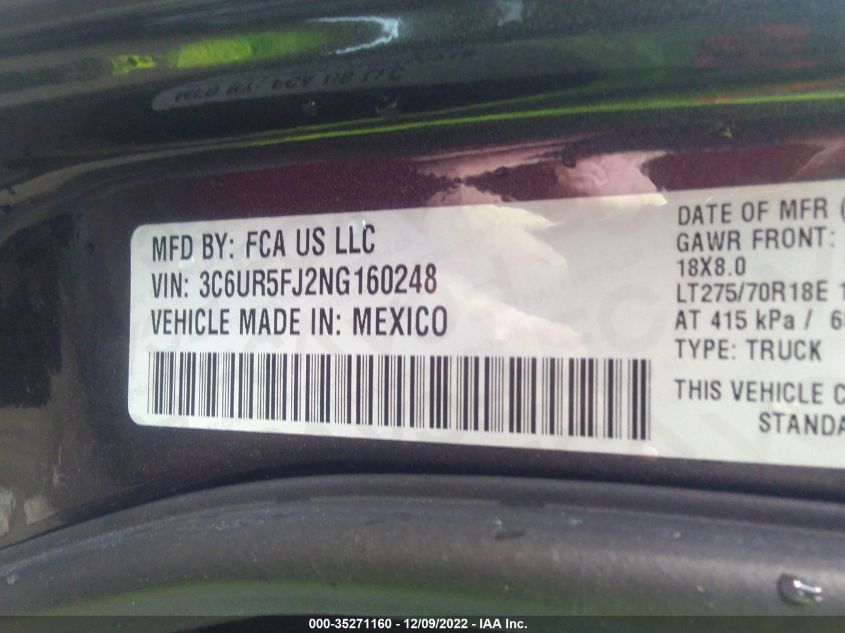 MFD BY: FCA US LLC
VIN: 3C6UR5FJ2NG160248
VEHICLE MADE IN: MEXICO
DATE OF MFR (
GAWR FRONT:
18X8.0
LT275/70R18E 1
AT 415 kPa /
TYPE: TRUCK
THIS VEHICLE C
STANDA
000-35271160 - 12/09/2022 - IAA Inc.